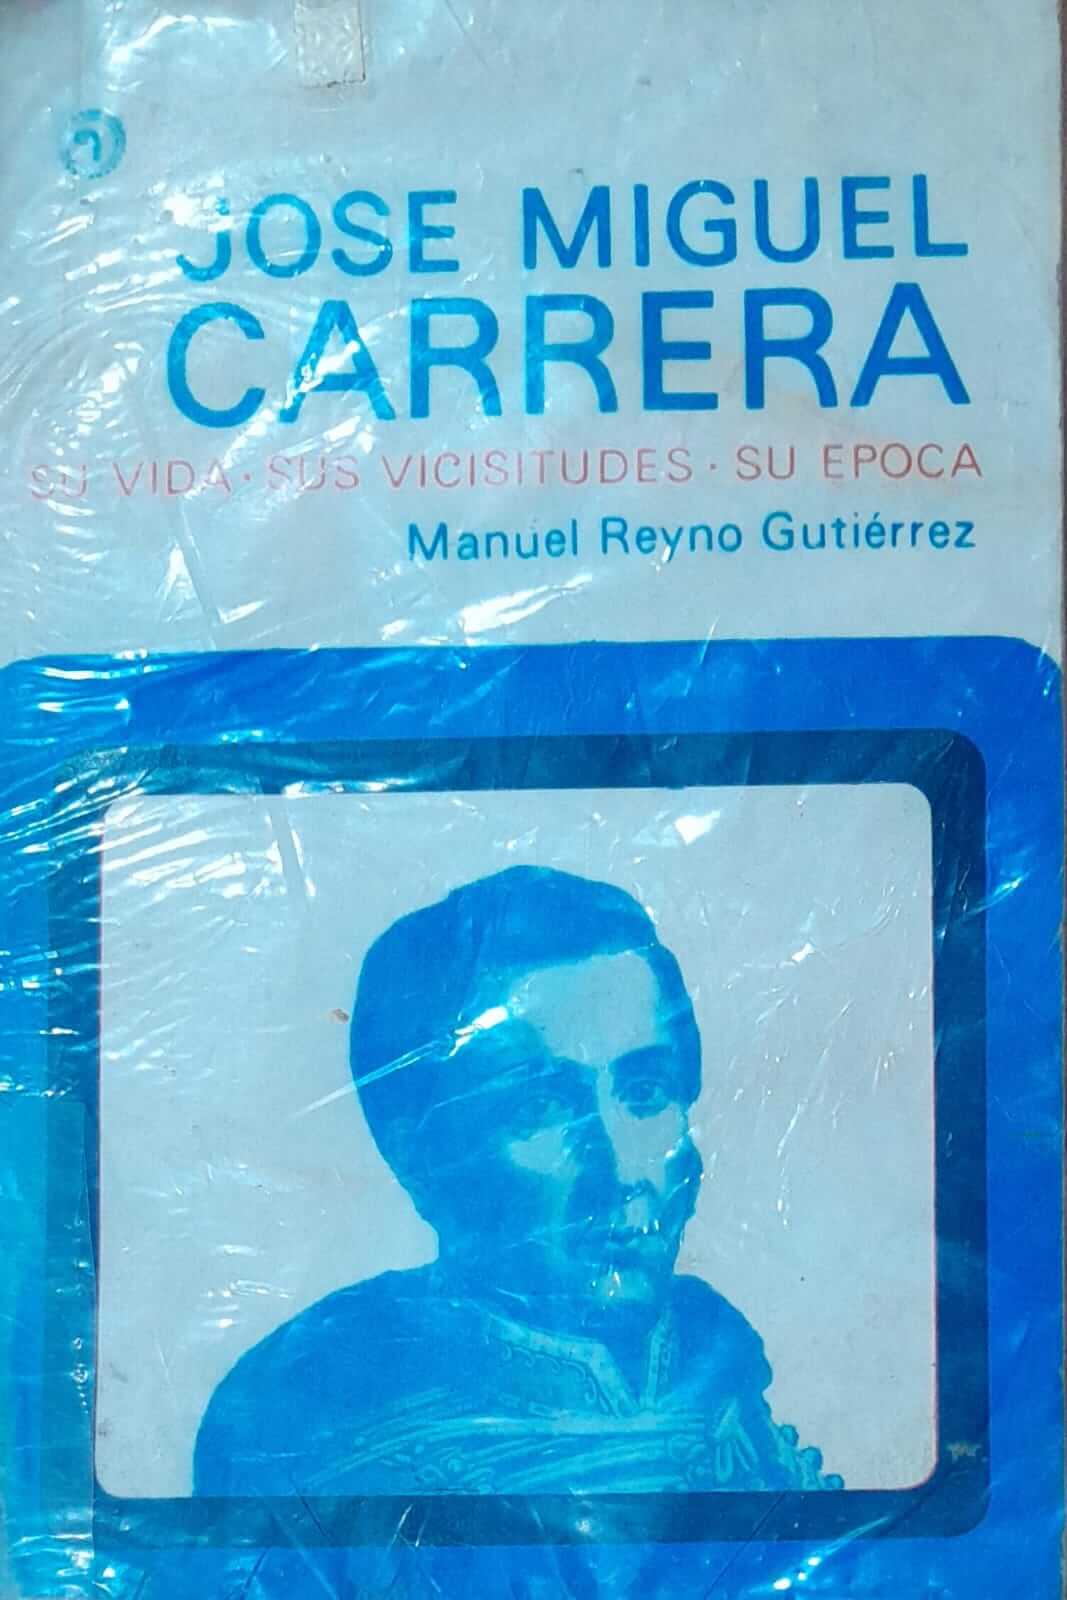 JOSE MIGUEL
CARRERA
SU VIDA · SUS VICISITUDES · SU EPOCA
Manuel Reyno Gutiérrez